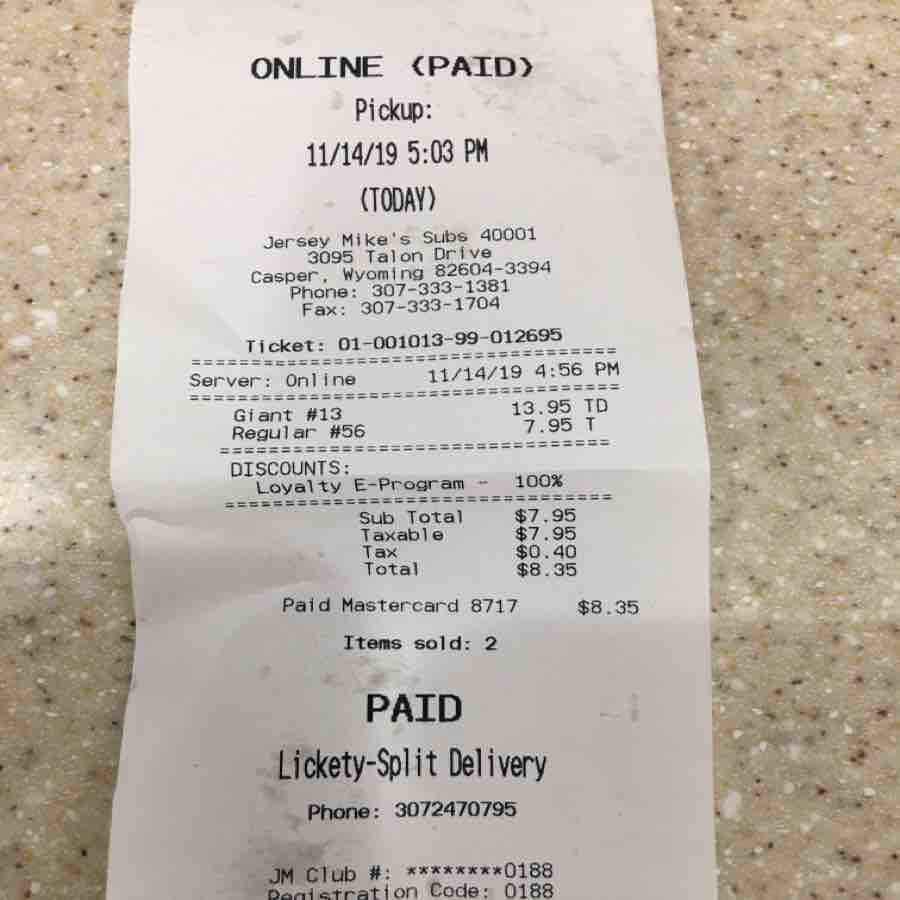 ONLINE (PAID)
Pickup:
11/14/19 5:03 PM
(TODAY)
Jersey Mike's Subs 40001
3095 Talon Drive
Casper, Wyoming 82604-3394
Phone: 307-333-1381
Fax: 307-333-1704
Ticket: 01-001013-99-012695
Server: Online 11/14/19 4:56 PM
Giant #13 13.95 TD
Regular #56 7.95 T
DISCOUNTS:
Loyalty E-Program - 100%
Sub Total $7.95
Taxable $7.95
Tax $0.40
Total $8.35
Paid Mastercard 8717 $8.35
Items sold: 2
PAID
Lickety-Split Delivery
Phone: 3072470795
JM Club #: ********0188
Registration Code: 0188